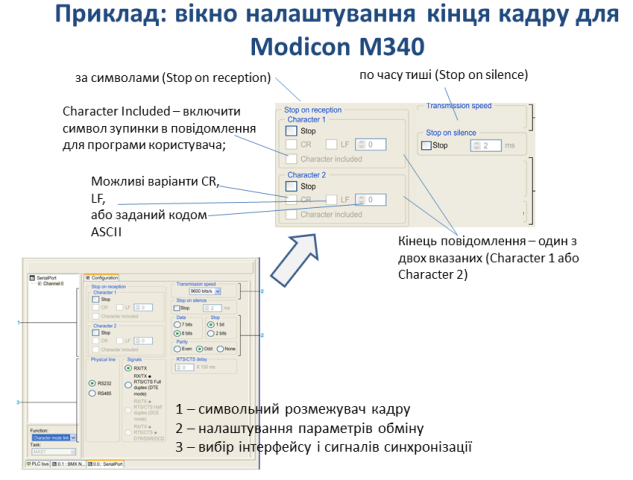 Приклад: вікно налаштування кінця кадру для
Modicon M340
за символами (Stop on reception)
по часу тиші (Stop on silence)
Character Included – включити
символ зупинки в повідомлення
для програми користувача;
Можливі варіанти CR,
LF,
або заданий кодом
ASCII
Stop on reception
Character 1
Stop
CR LF 0
Character included
Character 2
Stop
CR LF 0
Character included
Transmission speed
Stop on silence
Stop 2 ms
Кінець повідомлення – один з
двох вказаних (Character 1 або
Character 2)
SerialPort
Channel 0
Configuration
Stop on reception
Character 1
Stop
CR LF 0
Character included
Character 2
Stop
CR LF 0
Character included
Transmission speed
9600 bits/s
Stop on silence
Stop 2 ms
Data Stop
7 bits 1 bit
8 bits 2 bits
Parity
Even Odd None
Physical line
RS232
RS485
Signals
RX/TX
RX/TX +
RTS/CTS Full
duplex (DTE
mode)
RX/TX +
RTS/CTS Half
duplex (DCE
mode)
RX/TX +
RTS/CTS +
DTR/DSR/DCD
RTS/CTS delay
0 X 100 ms
1
2
3
Function:
Character mode link
Task:
MAST
PLC bus 0.1 : BMX N... 0.0 : SerialPort
1 – символьний розмежувач кадру
2 – налаштування параметрів обміну
3 – вибір інтерфейсу і сигналів синхронізації